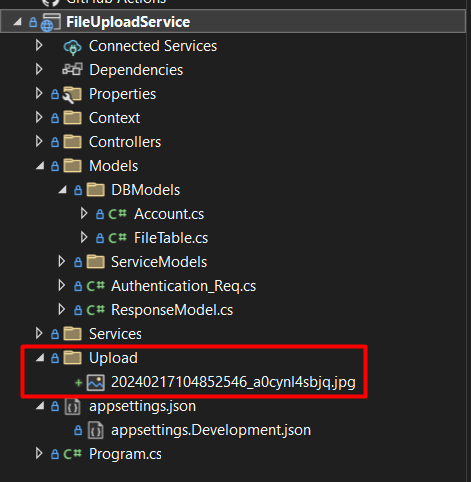 GitHub Actions
FileUploadService
Connected Services
Dependencies
Properties
Context
Controllers
Models
DBModels
C# Account.cs
C# FileTable.cs
ServiceModels
C# Authentication_Req.cs
C# ResponseModel.cs
Services
Upload
20240217104852546_a0cynl4sbjq.jpg
appsettings.json
appsettings.Development.json
C# Program.cs